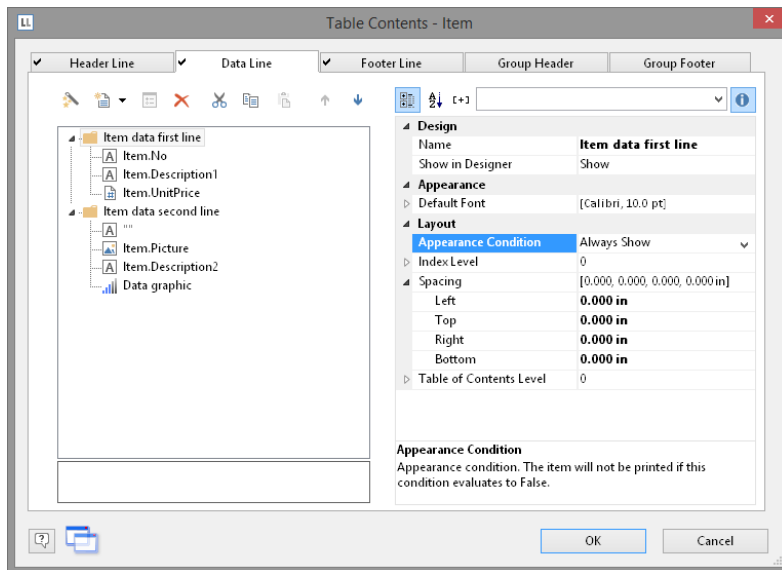 LL
Table Contents - Item
Header Line
Data Line
Footer Line
Group Header
Group Footer
Item data first line
Item.No
Item.Description1
Item.UnitPrice
Item data second line
""
Item.Picture
Item.Description2
Data graphic
Design
Name Item data first line
Show in Designer Show
Appearance
Default Font [Calibri, 10.0 pt]
Layout
Appearance Condition Always Show
Index Level 0
Spacing [0.000, 0.000, 0.000, 0.000 in]
Left 0.000 in
Top 0.000 in
Right 0.000 in
Bottom 0.000 in
Table of Contents Level 0
Appearance Condition
Appearance condition. The item will not be printed if this
condition evaluates to False.
OK
Cancel